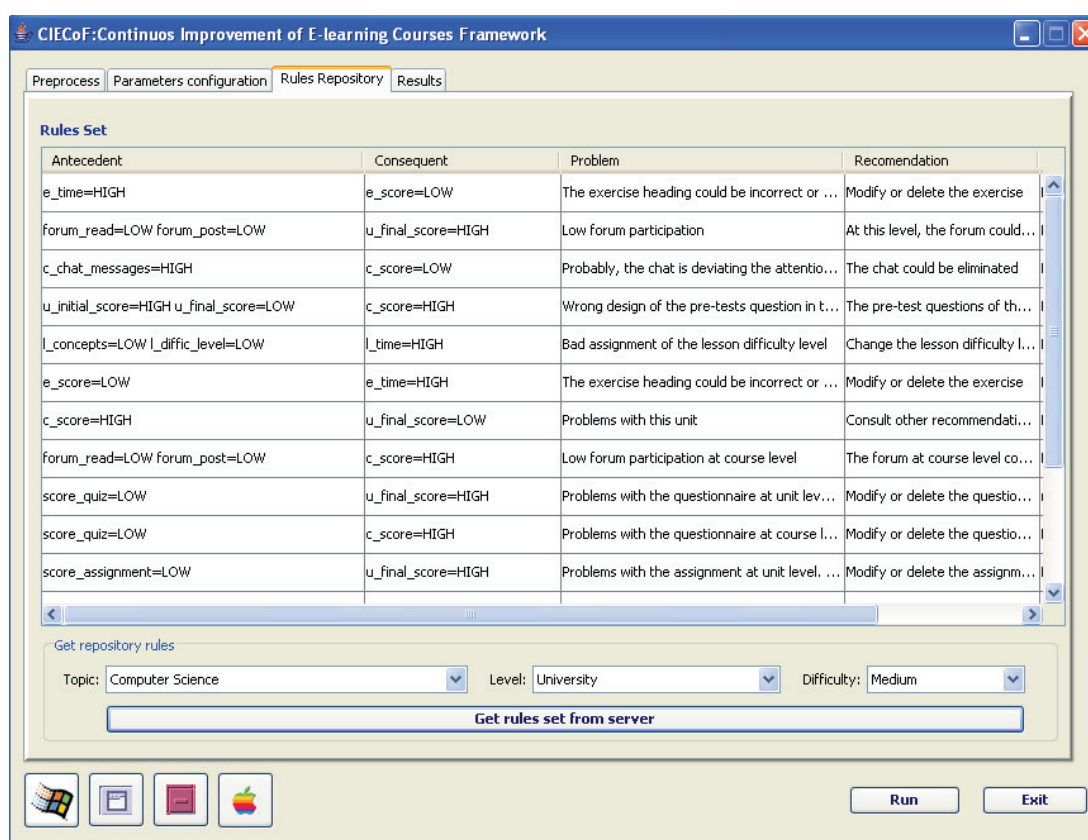 CIECoF:Continuos Improvement of E-learning Courses Framework
Preprocess Parameters configuration Rules Repository Results
Rules Set
Antecedent Consequent Problem Recomendation
e_time=HIGH e_score=LOW The exercise heading could be incorrect or ... Modify or delete the exercise
forum_read=LOW forum_post=LOW u_final_score=HIGH Low forum participation At this level, the forum could...
c_chat_messages=HIGH c_score=LOW Probably, the chat is deviating the attentio... The chat could be eliminated
u_initial_score=HIGH u_final_score=LOW c_score=HIGH Wrong design of the pre-tests question in t... The pre-test questions of th...
l_concepts=LOW l_diffic_level=LOW l_time=HIGH Bad assignment of the lesson difficulty level Change the lesson difficulty l...
e_score=LOW e_time=HIGH The exercise heading could be incorrect or ... Modify or delete the exercise
c_score=HIGH u_final_score=LOW Problems with this unit Consult other recommendati...
forum_read=LOW forum_post=LOW c_score=HIGH Low forum participation at course level The forum at course level co...
score_quiz=LOW u_final_score=HIGH Problems with the questionnaire at unit lev... Modify or delete the questio...
score_quiz=LOW c_score=HIGH Problems with the questionnaire at course l... Modify or delete the questio...
score_assignment=LOW u_final_score=HIGH Problems with the assignment at unit level. ... Modify or delete the assignm...
Get repository rules
Topic: Computer Science Level: University Difficulty: Medium
Get rules set from server
Run Exit